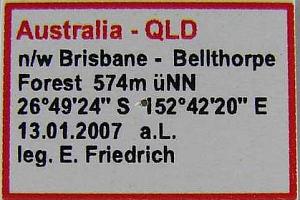 Australia - QLD
n/w Brisbane - Bellthorpe
Forest 574m üNN
26°49'24" S 152°42'20" E
13.01.2007 a.L.
leg. E. Friedrich